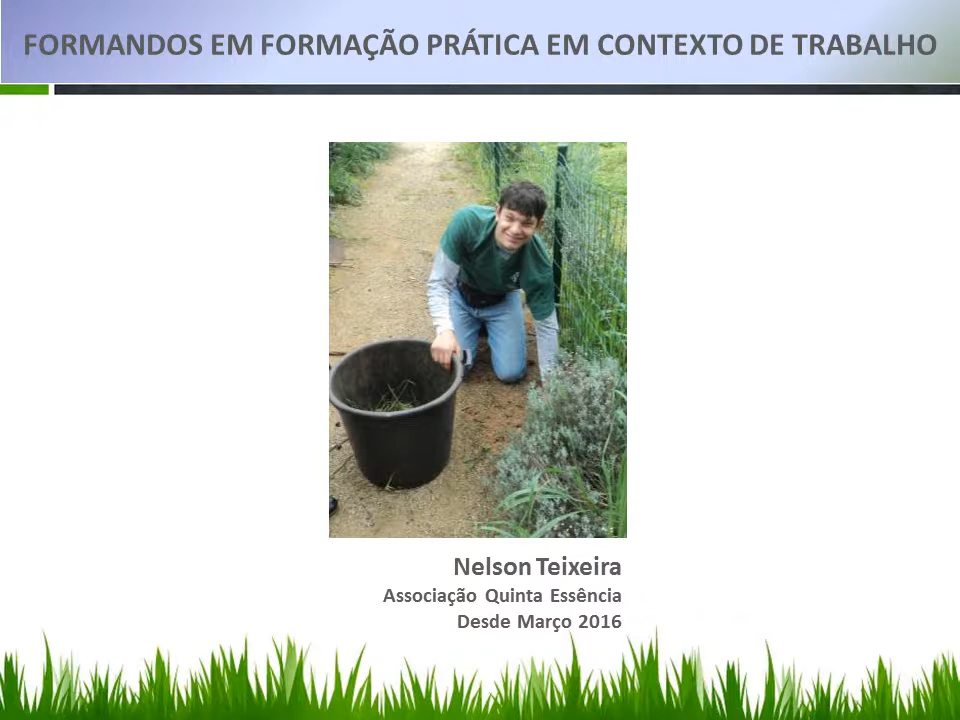 FORMANDOS EM FORMAÇÃO PRÁTICA EM CONTEXTO DE TRABALHO
Nelson Teixeira
Associação Quinta Essência
Desde Março 2016